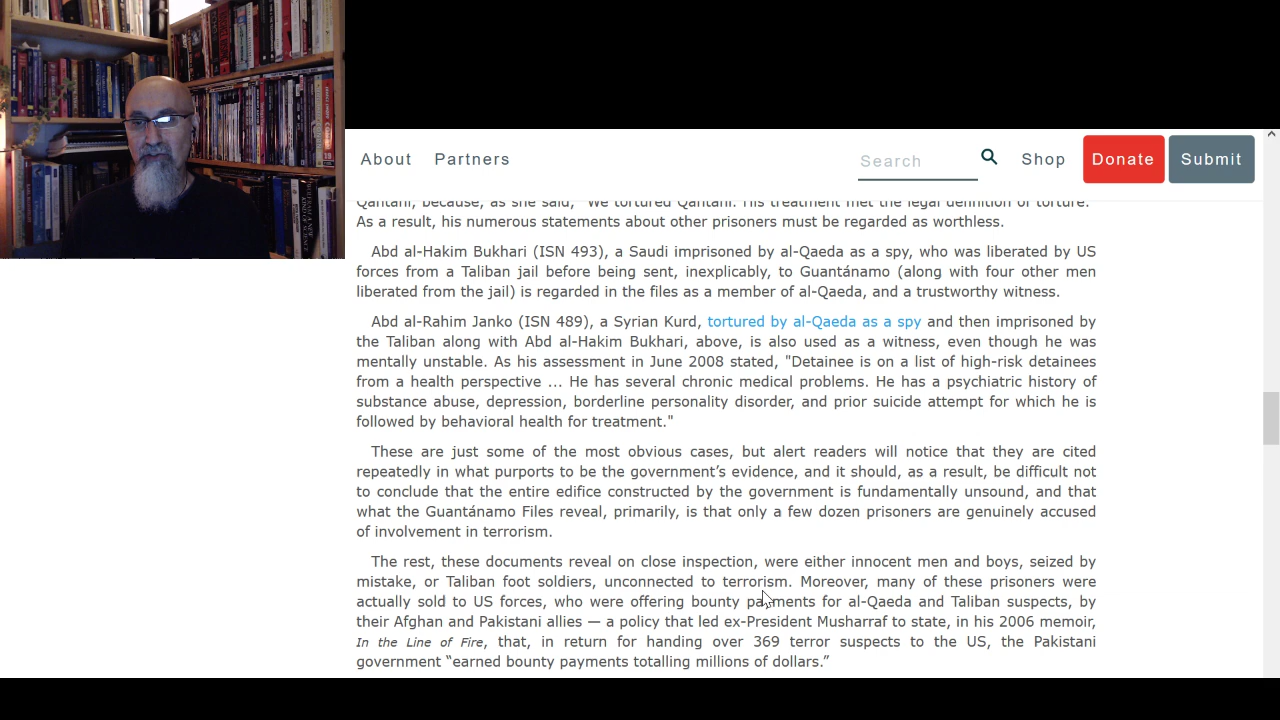 About Partners Search Shop Donate Submit
Qahtani, because, as she said, "We tortured Qahtani. His treatment met the legal definition of torture."
As a result, his numerous statements about other prisoners must be regarded as worthless.
Abd al-Hakim Bukhari (ISN 493), a Saudi imprisoned by al-Qaeda as a spy, who was liberated by US
forces from a Taliban jail before being sent, inexplicably, to Guantánamo (along with four other men
liberated from the jail) is regarded in the files as a member of al-Qaeda, and a trustworthy witness.
Abd al-Rahim Janko (ISN 489), a Syrian Kurd, tortured by al-Qaeda as a spy and then imprisoned by
the Taliban along with Abd al-Hakim Bukhari, above, is also used as a witness, even though he was
mentally unstable. As his assessment in June 2008 stated, "Detainee is on a list of high-risk detainees
from a health perspective ... He has several chronic medical problems. He has a psychiatric history of
substance abuse, depression, borderline personality disorder, and prior suicide attempt for which he is
followed by behavioral health for treatment."
These are just some of the most obvious cases, but alert readers will notice that they are cited
repeatedly in what purports to be the government’s evidence, and it should, as a result, be difficult not
to conclude that the entire edifice constructed by the government is fundamentally unsound, and that
what the Guantánamo Files reveal, primarily, is that only a few dozen prisoners are genuinely accused
of involvement in terrorism.
The rest, these documents reveal on close inspection, were either innocent men and boys, seized by
mistake, or Taliban foot soldiers, unconnected to terrorism. Moreover, many of these prisoners were
actually sold to US forces, who were offering bounty payments for al-Qaeda and Taliban suspects, by
their Afghan and Pakistani allies — a policy that led ex-President Musharraf to state, in his 2006 memoir,
In the Line of Fire, that, in return for handing over 369 terror suspects to the US, the Pakistani
government “earned bounty payments totalling millions of dollars.”